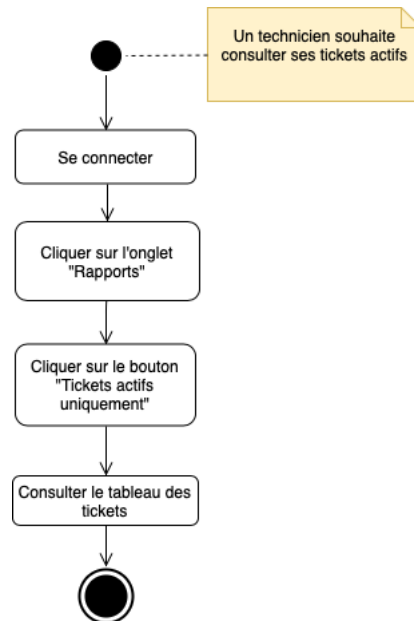 Un technicien souhaite
consulter ses tickets actifs
Se connecter
Cliquer sur l'onglet
"Rapports"
Cliquer sur le bouton
"Tickets actifs
uniquement"
Consulter le tableau des
tickets